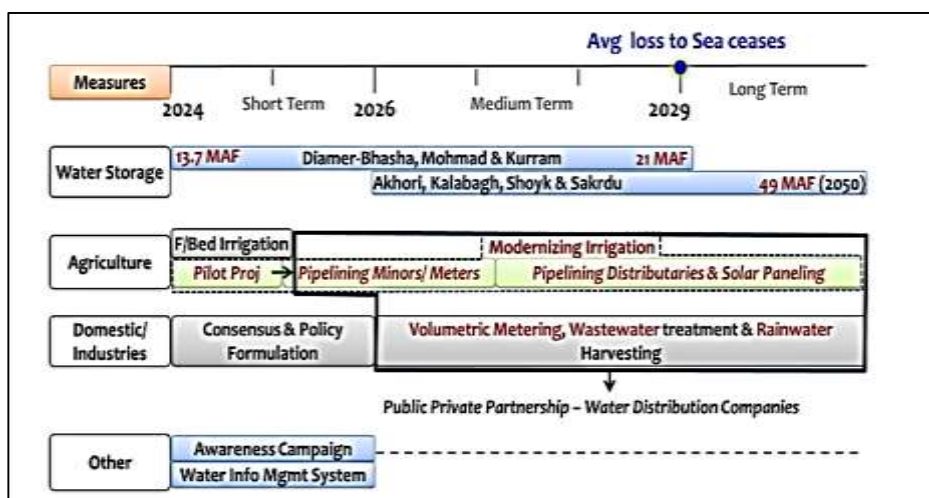 Avg loss to Sea ceases
Measures
2024
Short Term
2026
Medium Term
2029
Long Term
Water Storage
13.7 MAF
Diamer-Bhasha, Mohmad & Kurram
21 MAF
Akhori, Kalabagh, Shoyk & Sakrdu
49 MAF (2050)
Agriculture
F/Bed Irrigation
Modernizing Irrigation
Pilot Proj
Pipelining Minors/ Meters
Pipelining Distributaries & Solar Paneling
Domestic/
Industries
Consensus & Policy
Formulation
Volumetric Metering, Wastewater treatment & Rainwater
Harvesting
Public Private Partnership – Water Distribution Companies
Other
Awareness Campaign
Water Info Mgmt System